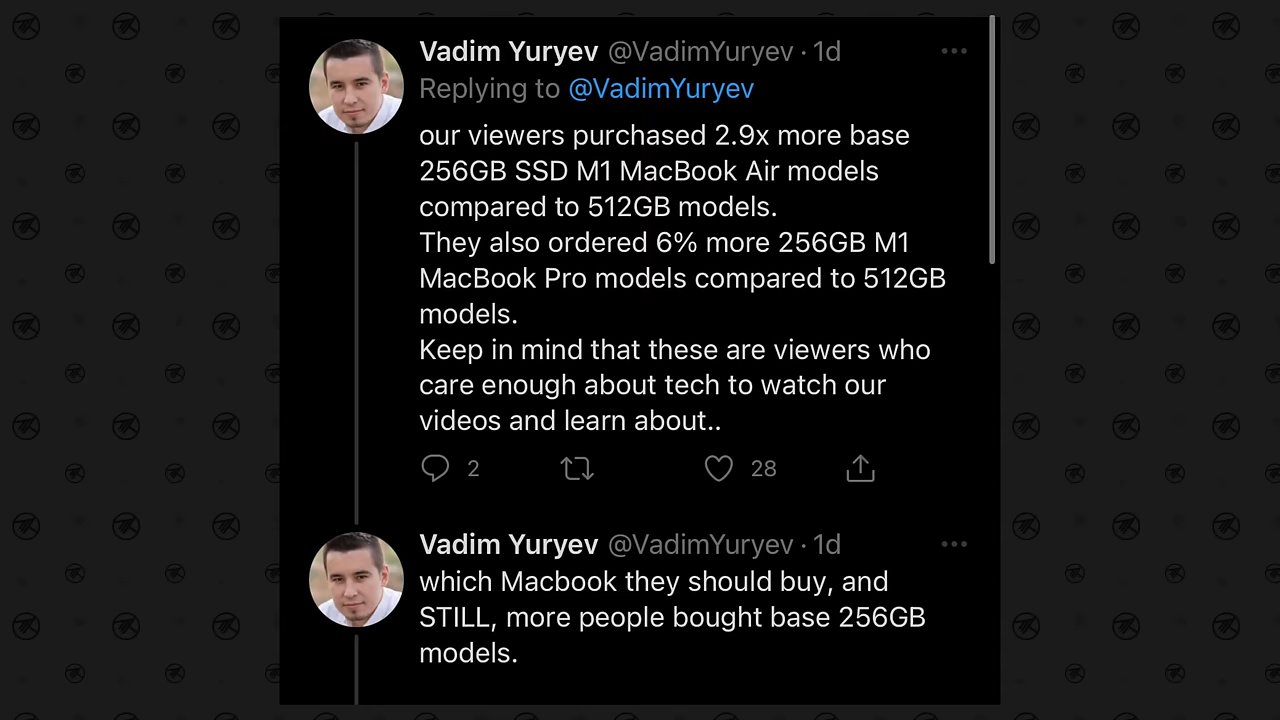 Vadim Yuryev @VadimYuryev · 1d
Replying to @VadimYuryev
our viewers purchased 2.9x more base
256GB SSD M1 MacBook Air models
compared to 512GB models.
They also ordered 6% more 256GB M1
MacBook Pro models compared to 512GB
models.
Keep in mind that these are viewers who
care enough about tech to watch our
videos and learn about..
2 28
Vadim Yuryev @VadimYuryev · 1d
which Macbook they should buy, and
STILL, more people bought base 256GB
models.